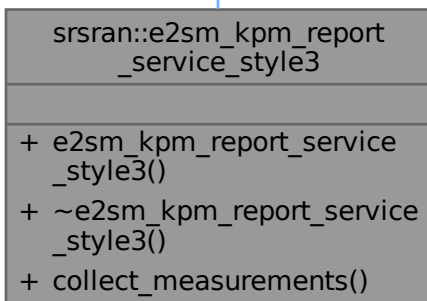 srsran::e2sm_kpm_report
_service_style3
+ e2sm_kpm_report_service
_style3()
+ ~e2sm_kpm_report_service
_style3()
+ collect_measurements()